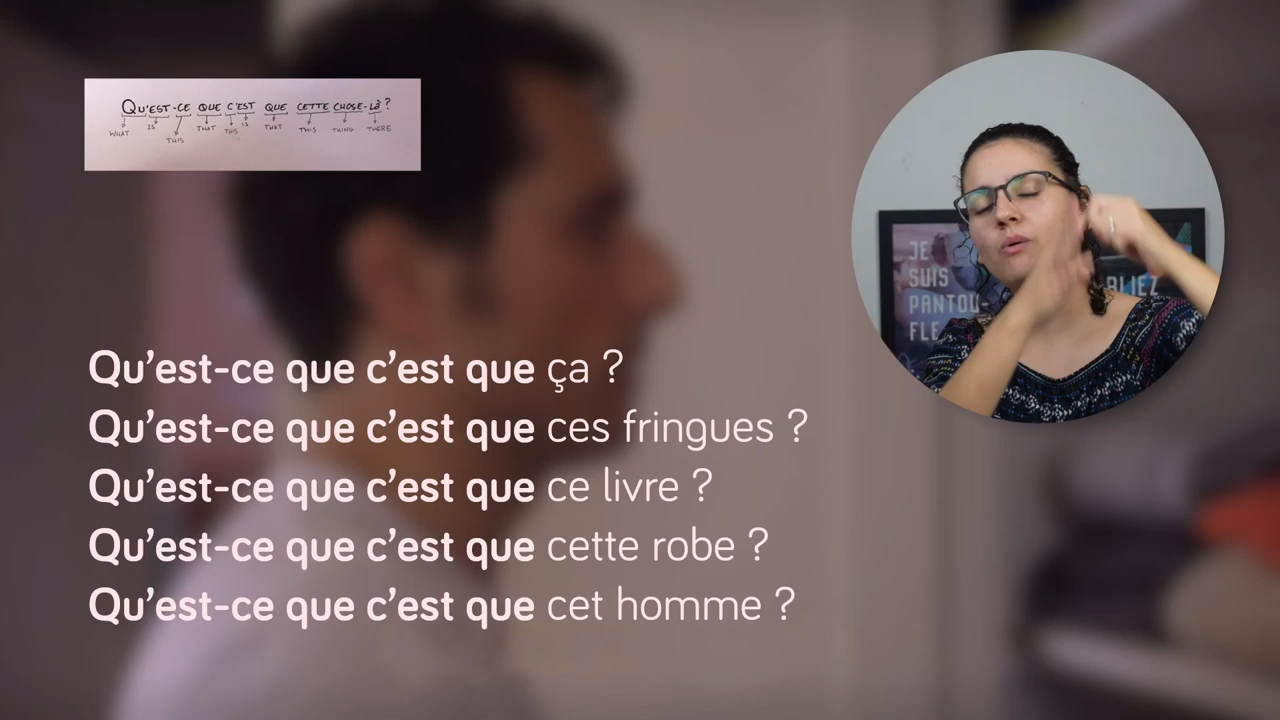 QU'EST-CE QUE C'EST QUE CETTE CHOSE-LÀ ?
WHAT IS THIS THAT THIS IS THAT THIS THING THERE
JE
SUIS
PANTOU-
FLE
BLIEZ
Qu'est-ce que c'est que ça ?
Qu'est-ce que c'est que ces fringues ?
Qu'est-ce que c'est que ce livre ?
Qu'est-ce que c'est que cette robe ?
Qu'est-ce que c'est que cet homme ?